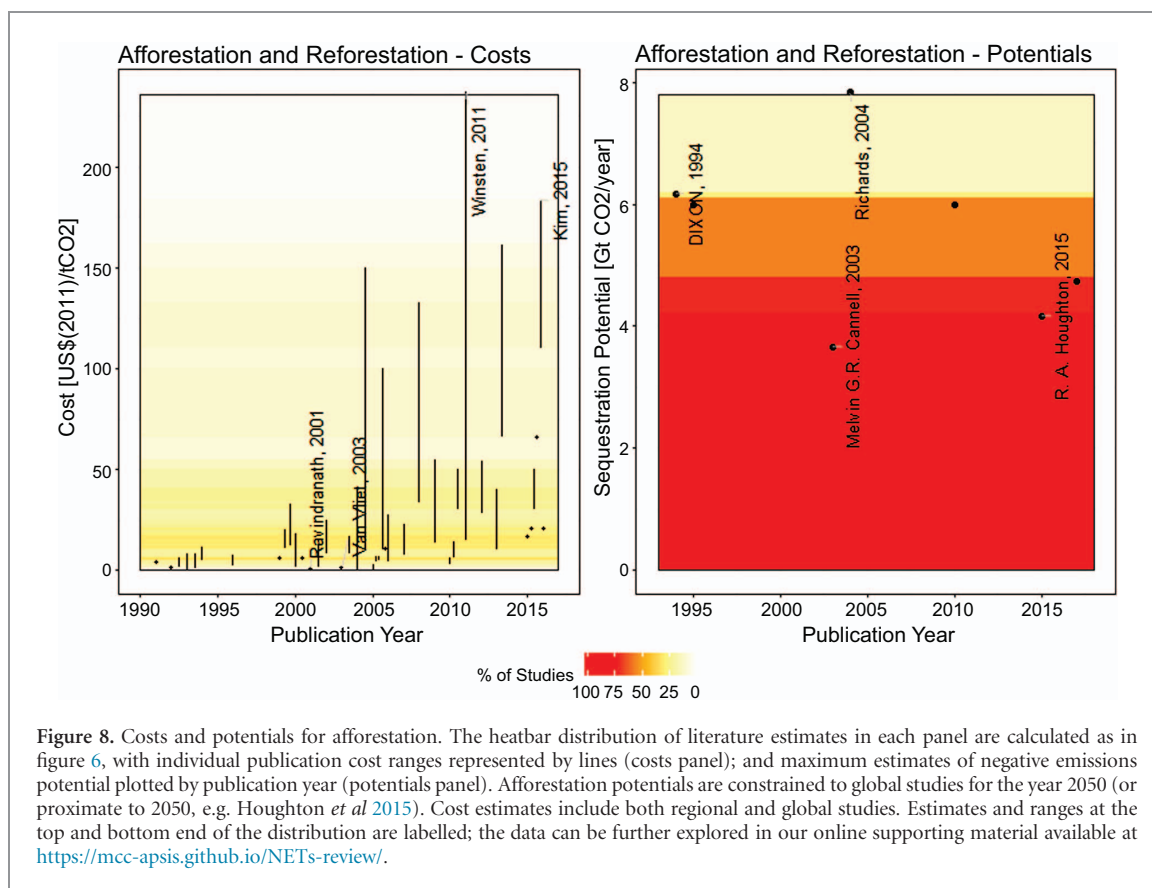 Afforestation and Reforestation - Costs
Cost [US$(2011)/tCO2]
200
150
100
50
0
Ravindranath, 2001
Van Vliet, 2003
Winsten, 2011
Kim, 2015
1990 1995 2000 2005 2010 2015
Publication Year
Afforestation and Reforestation - Potentials
Sequestration Potential [Gt CO2/year]
8
6
4
2
0
DIXON, 1994
Melvin G.R. Cannell, 2003
Richards, 2004
R. A. Houghton, 2015
1995 2000 2005 2010 2015
Publication Year
% of Studies
100 75 50 25 0
Figure 8. Costs and potentials for afforestation. The heatbar distribution of literature estimates in each panel are calculated as in
figure 6, with individual publication cost ranges represented by lines (costs panel); and maximum estimates of negative emissions
potential plotted by publication year (potentials panel). Afforestation potentials are constrained to global studies for the year 2050 (or
proximate to 2050, e.g. Houghton et al 2015). Cost estimates include both regional and global studies. Estimates and ranges at the
top and bottom end of the distribution are labelled; the data can be further explored in our online supporting material available at
https://mcc-apsis.github.io/NETs-review/.